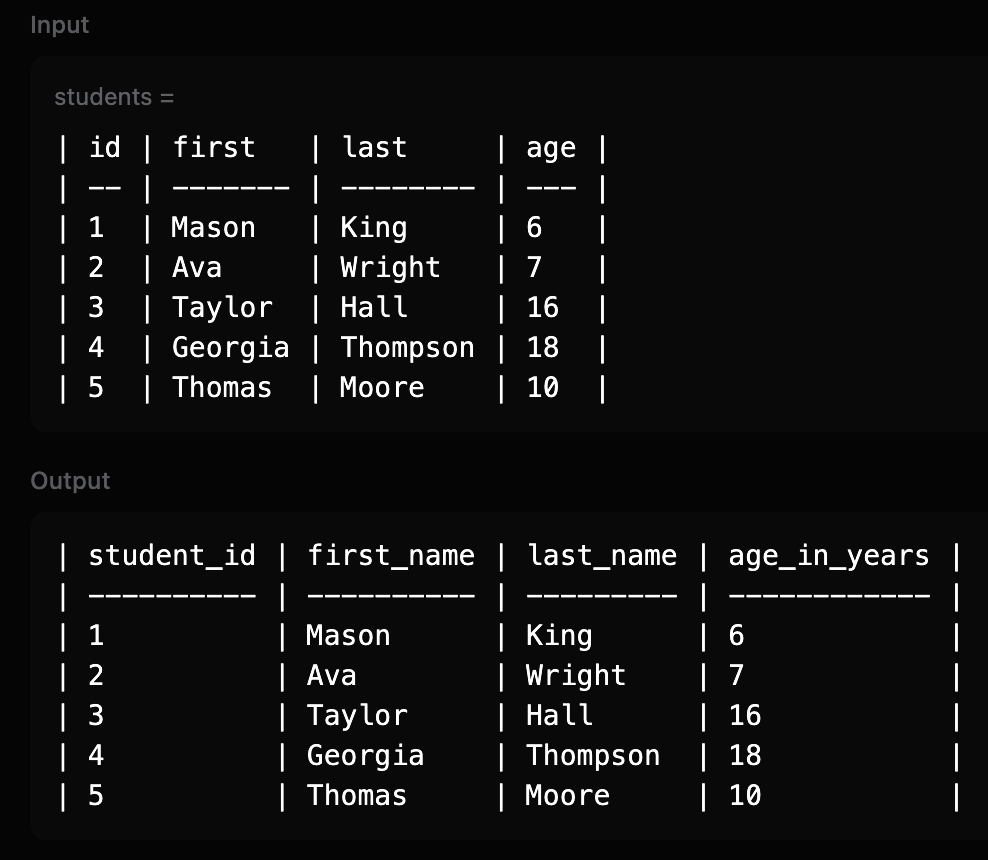 Input
students =
| id | first   | last     | age |
| -- | ------- | -------- | --- |
| 1  | Mason   | King     | 6   |
| 2  | Ava     | Wright   | 7   |
| 3  | Taylor  | Hall     | 16  |
| 4  | Georgia | Thompson | 18  |
| 5  | Thomas  | Moore    | 10  |
Output
| student_id | first_name | last_name | age_in_years |
| ---------- | ---------- | --------- | ------------ |
| 1          | Mason      | King      | 6            |
| 2          | Ava        | Wright    | 7            |
| 3          | Taylor     | Hall      | 16           |
| 4          | Georgia    | Thompson  | 18           |
| 5          | Thomas     | Moore     | 10           |